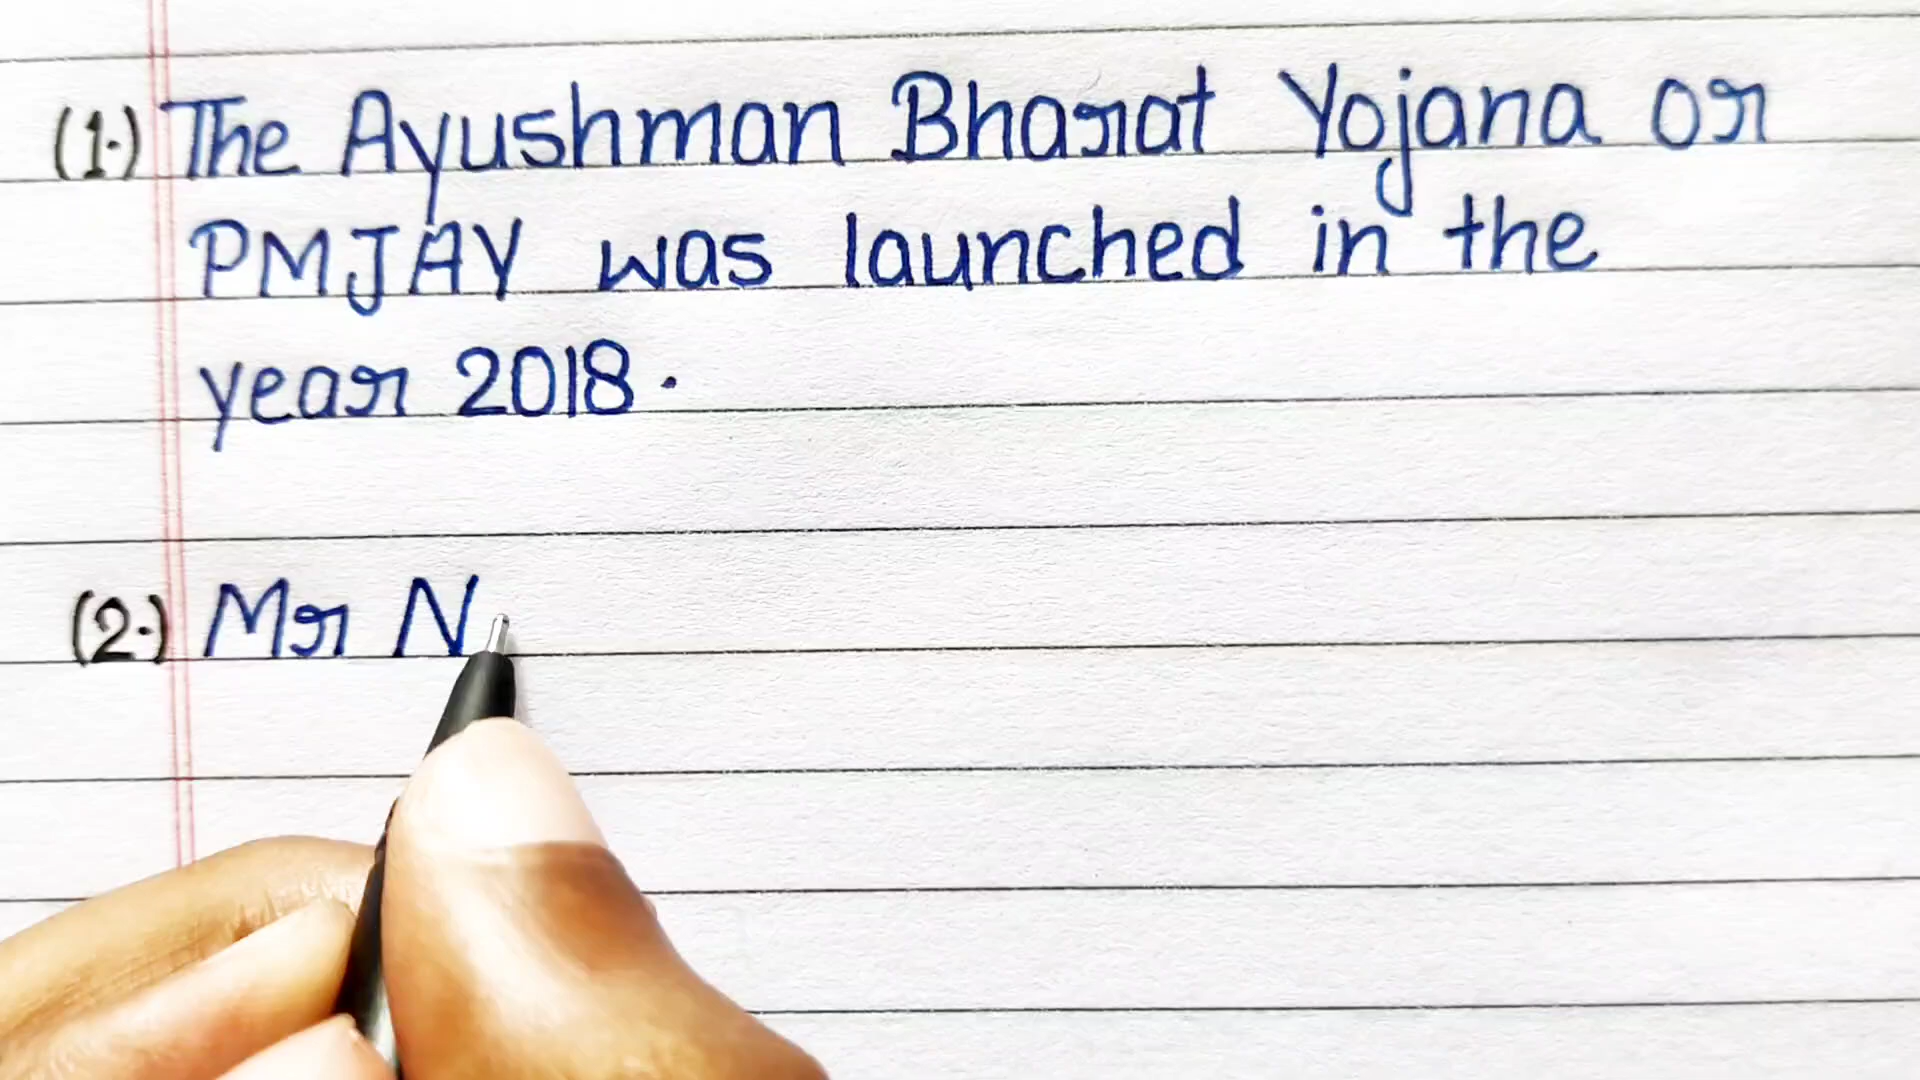 (1.) The Ayushman Bharat Yojana or
PMJAY was launched in the
year 2018.
(2.) Mr N